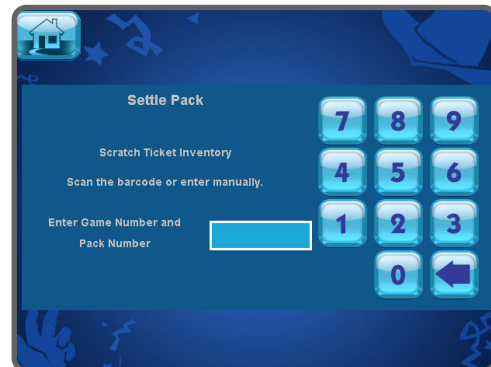 Settle Pack
7 8 9
Scratch Ticket Inventory
Scan the barcode or enter manually.
4 5 6
Enter Game Number and
Pack Number
1 2 3
0